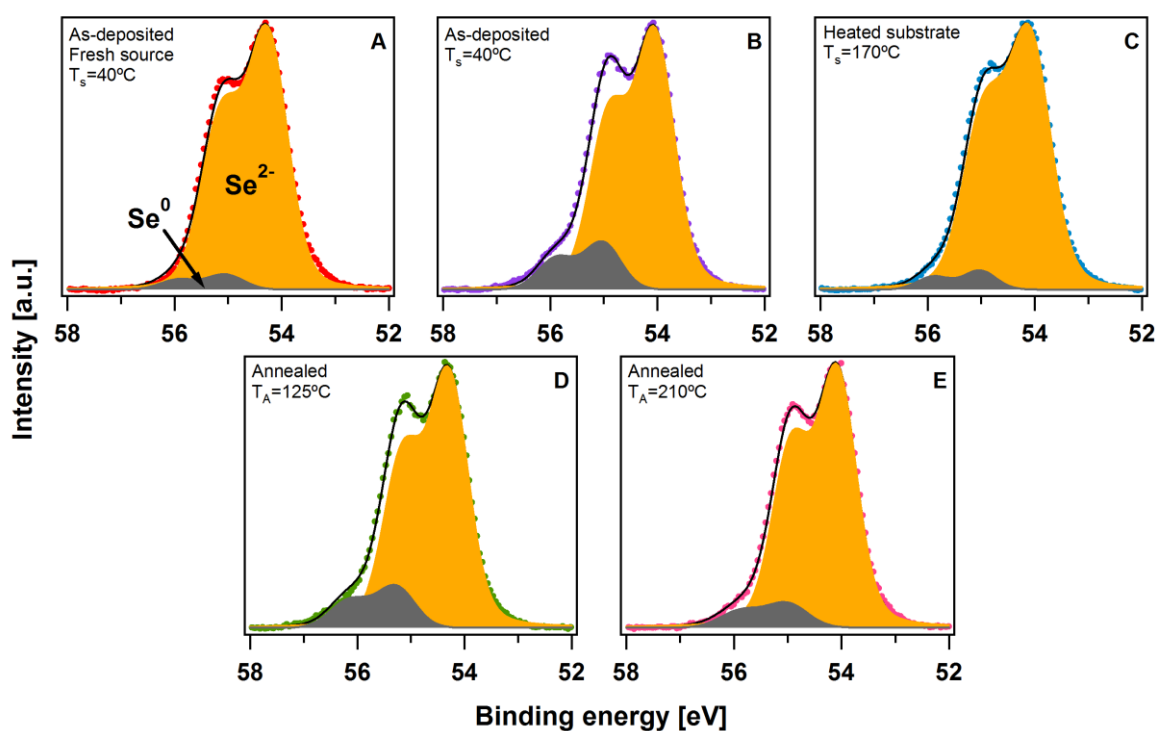 As-deposited
Fresh source
Tₛ=40ºC
A
Se²⁻
Se⁰
58 56 54 52
As-deposited
Tₛ=40ºC
B
58 56 54 52
Heated substrate
Tₛ=170ºC
C
58 56 54 52
Annealed
T_A=125ºC
D
58 56 54 52
Annealed
T_A=210ºC
E
58 56 54 52
Intensity [a.u.]
Binding energy [eV]